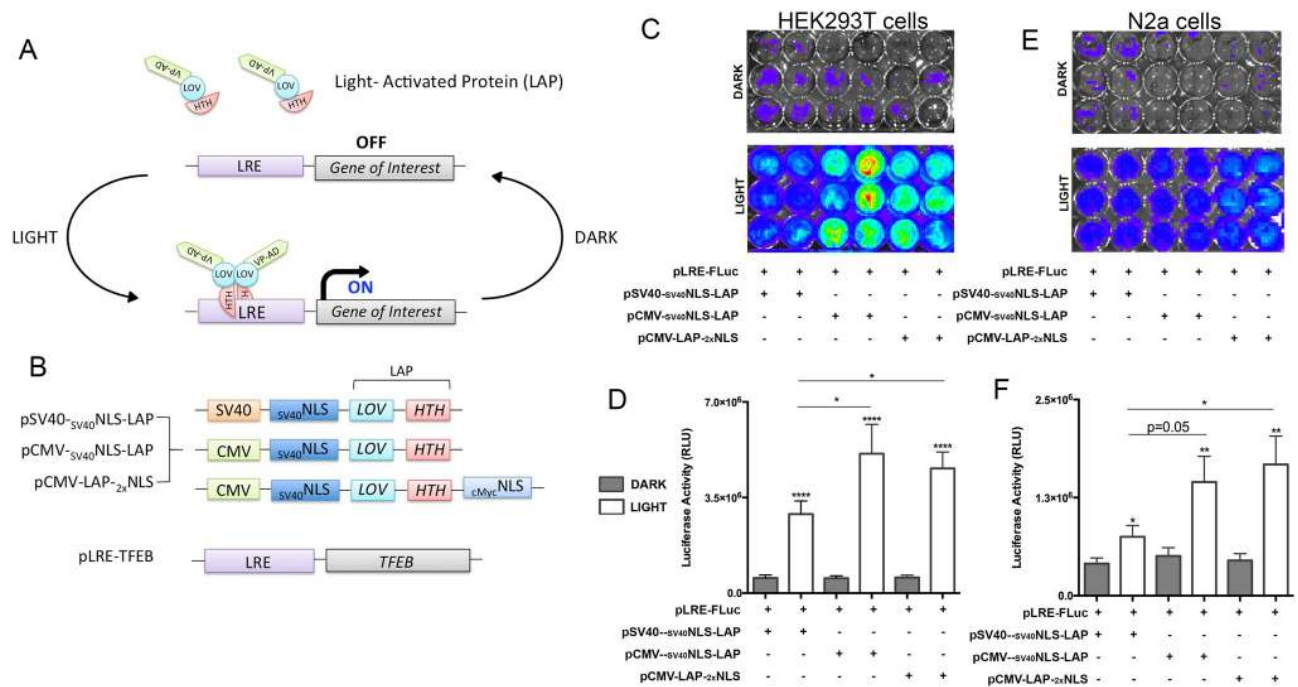 A
VP-AD
VP-AD
LOV
LOV
HTH
HTH
Light- Activated Protein (LAP)
OFF
LRE
Gene of Interest
LIGHT
DARK
VP-AD
VP-AD
LOV
LOV
HTH
HTH
ON
LRE
Gene of Interest
B
LAP
pSV40-SV40NLS-LAP
SV40
SV40NLS
LOV
HTH
pCMV-SV40NLS-LAP
CMV
SV40NLS
LOV
HTH
pCMV-LAP-2xNLS
CMV
SV40NLS
LOV
HTH
cMycNLS
pLRE-TFEB
LRE
TFEB
C
HEK293T cells
DARK
LIGHT
pLRE-FLuc + + + + + +
pSV40-SV40NLS-LAP + + - - - -
pCMV-SV40NLS-LAP - - + + - -
pCMV-LAP-2xNLS - - - - + +
E
N2a cells
DARK
LIGHT
pLRE-FLuc + + + + + +
pSV40-SV40NLS-LAP + + - - - -
pCMV-SV40NLS-LAP - - + + - -
pCMV-LAP-2xNLS - - - - + +
D
DARK
LIGHT
Luciferase Activity (RLU)
7.0×10⁶
3.5×10⁶
0.0
*
*
****
****
****
pLRE-FLuc + + + + + +
pSV40--SV40NLS-LAP + + - - - -
pCMV--SV40NLS-LAP - - + + - -
pCMV-LAP-2xNLS - - - - + +
F
Luciferase Activity (RLU)
2.5×10⁶
1.3×10⁶
0.0
*
p=0.05
*
**
**
pLRE-FLuc + + + + + +
pSV40--SV40NLS-LAP + + - - - -
pCMV--SV40NLS-LAP - - + + - -
pCMV-LAP-2xNLS - - - - + +